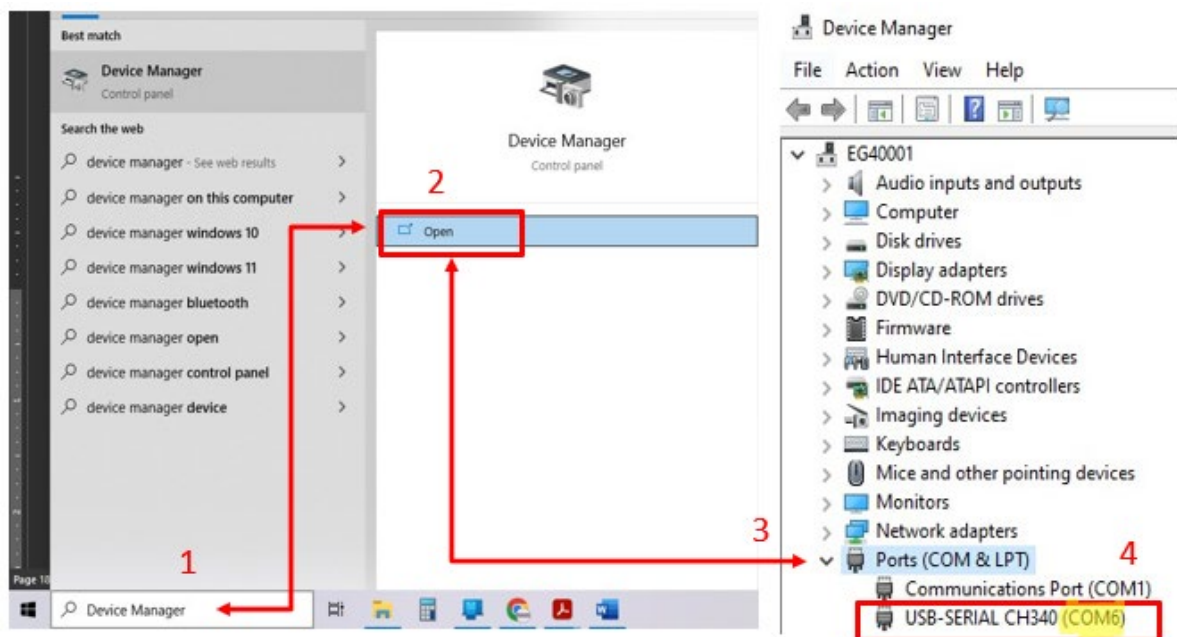 Best match
Device Manager
Control panel
Search the web
device manager - See web results
device manager on this computer
device manager windows 10
device manager windows 11
device manager bluetooth
device manager open
device manager control panel
device manager device
1
Page 18
Device Manager
Device Manager
Control panel
2
Open
3
Device Manager
File Action View Help
EG40001
Audio inputs and outputs
Computer
Disk drives
Display adapters
DVD/CD-ROM drives
Firmware
Human Interface Devices
IDE ATA/ATAPI controllers
Imaging devices
Keyboards
Mice and other pointing devices
Monitors
Network adapters
Ports (COM & LPT)
4
Communications Port (COM1)
USB-SERIAL CH340 (COM6)